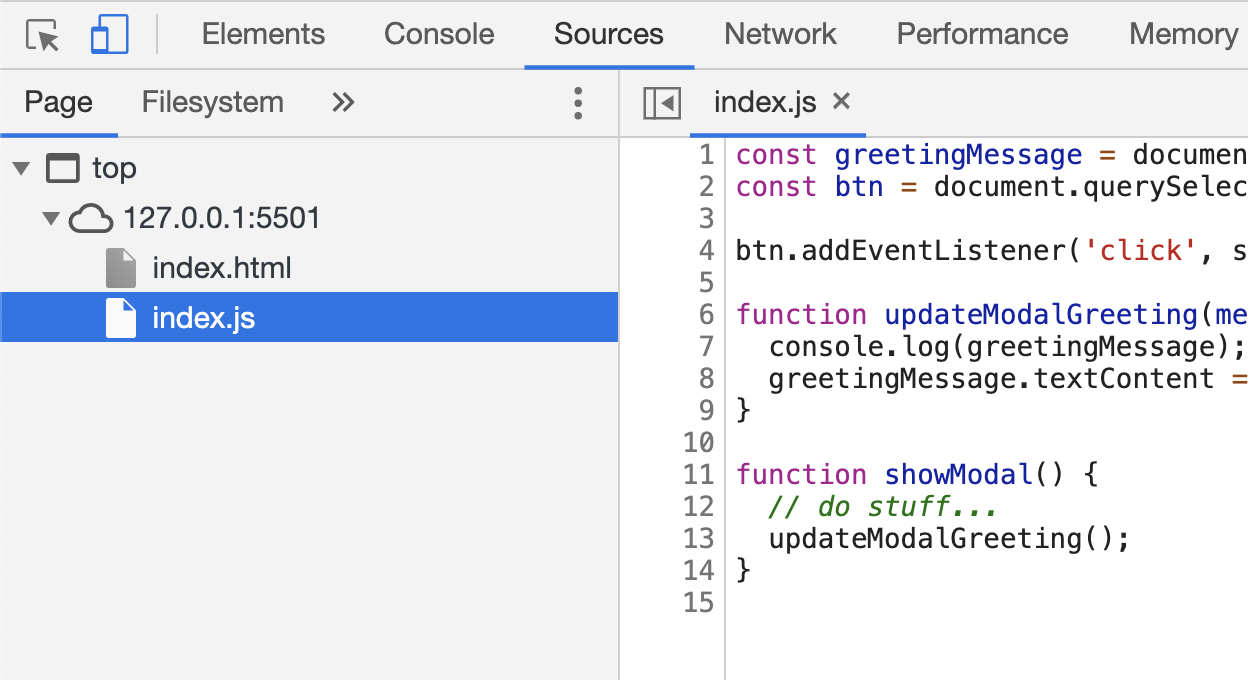 Elements Console Sources Network Performance Memory
Page Filesystem
index.js
top
127.0.0.1:5501
index.html
index.js
1 const greetingMessage = documen
2 const btn = document.querySelec
3
4 btn.addEventListener('click', s
5
6 function updateModalGreeting(me
7 console.log(greetingMessage);
8 greetingMessage.textContent =
9 }
10
11 function showModal() {
12 // do stuff...
13 updateModalGreeting();
14 }
15